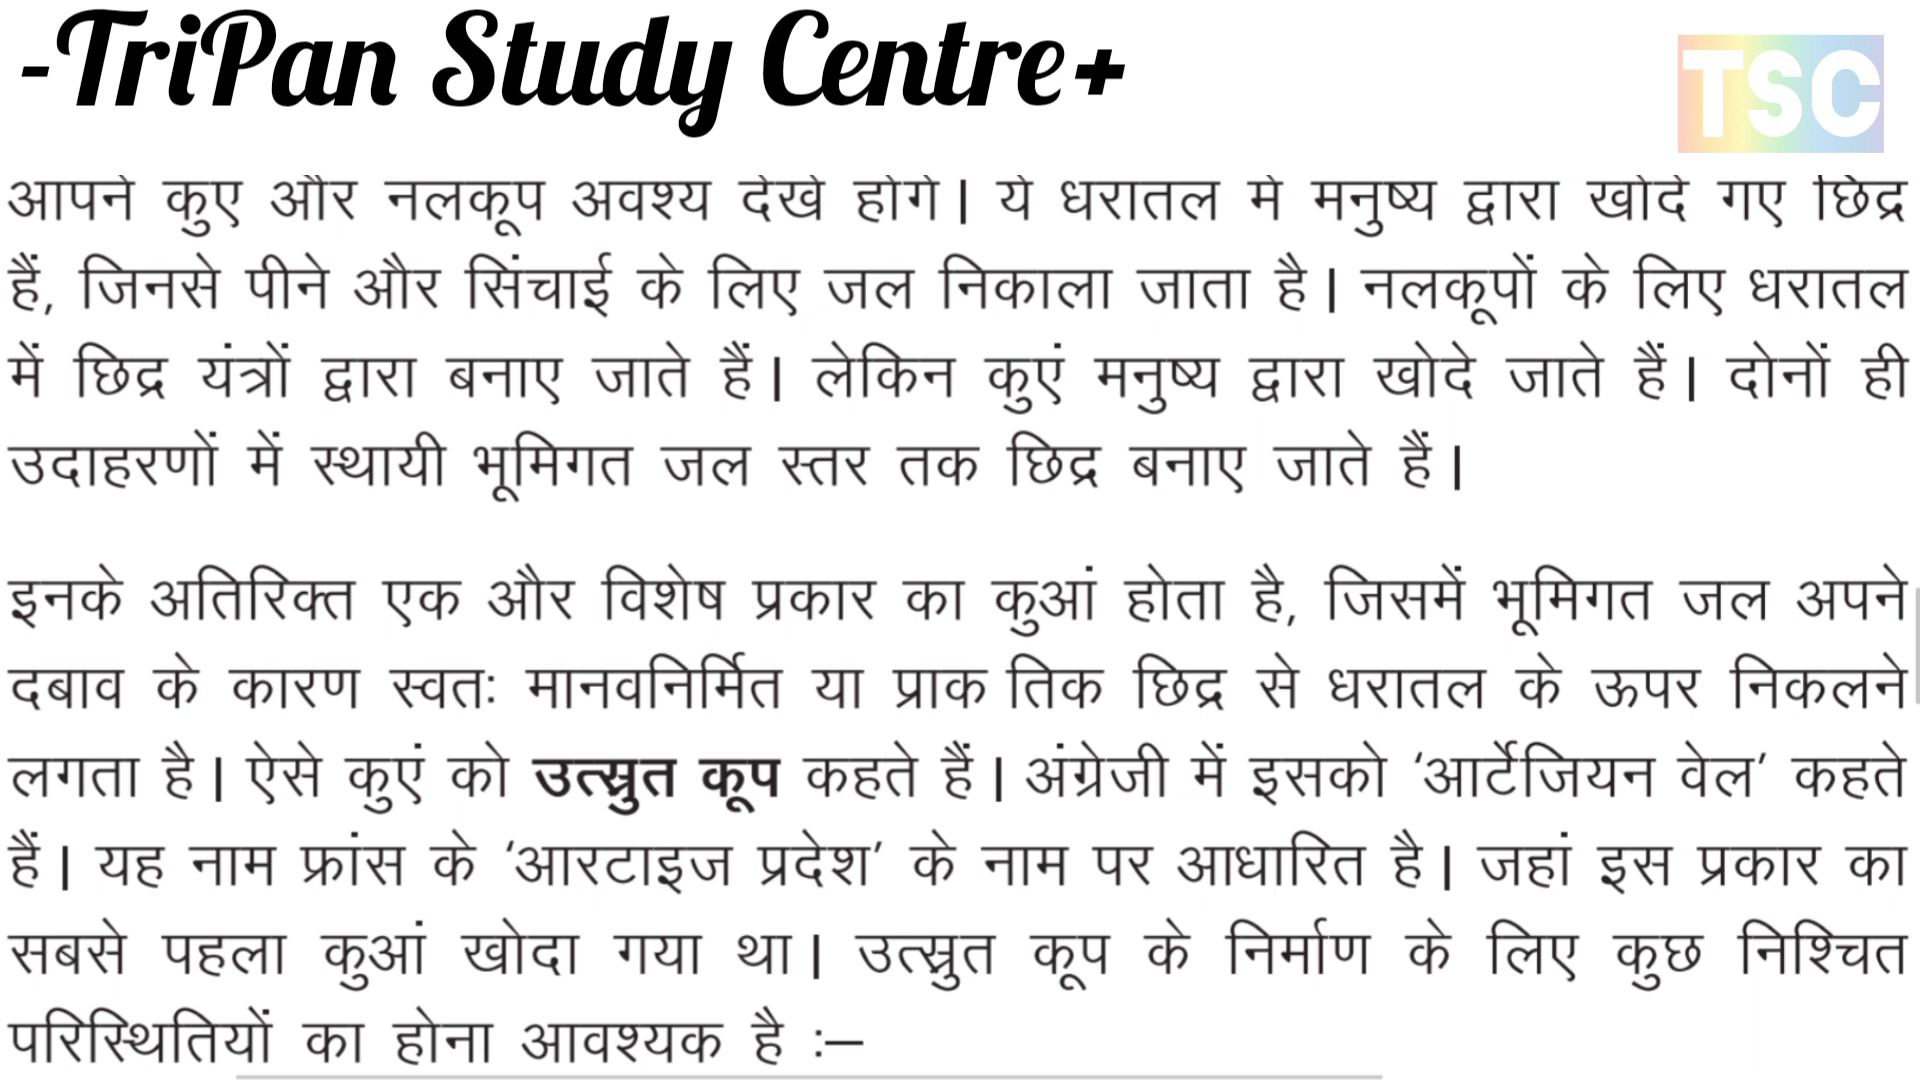 -TriPan Study Centre+
TSC
आपने कुए और नलकूप अवश्य देखे होंगे। ये धरातल में मनुष्य द्वारा खोदे गए छिद्र
हैं, जिनसे पीने और सिंचाई के लिए जल निकाला जाता है। नलकूपों के लिए धरातल
में छिद्र यंत्रों द्वारा बनाए जाते हैं। लेकिन कुएं मनुष्य द्वारा खोदे जाते हैं। दोनों ही
उदाहरणों में स्थायी भूमिगत जल स्तर तक छिद्र बनाए जाते हैं।
इनके अतिरिक्त एक और विशेष प्रकार का कुआं होता है, जिसमें भूमिगत जल अपने
दबाव के कारण स्वतः मानवनिर्मित या प्राक तिक छिद्र से धरातल के ऊपर निकलने
लगता है। ऐसे कुएं को उत्स्रुत कूप कहते हैं। अंग्रेजी में इसको ‘आर्टेजियन वेल’ कहते
हैं। यह नाम फ्रांस के ‘आरटाइज प्रदेश’ के नाम पर आधारित है। जहां इस प्रकार का
सबसे पहला कुआं खोदा गया था। उत्स्रुत कूप के निर्माण के लिए कुछ निश्चित
परिस्थितियों का होना आवश्यक है :–